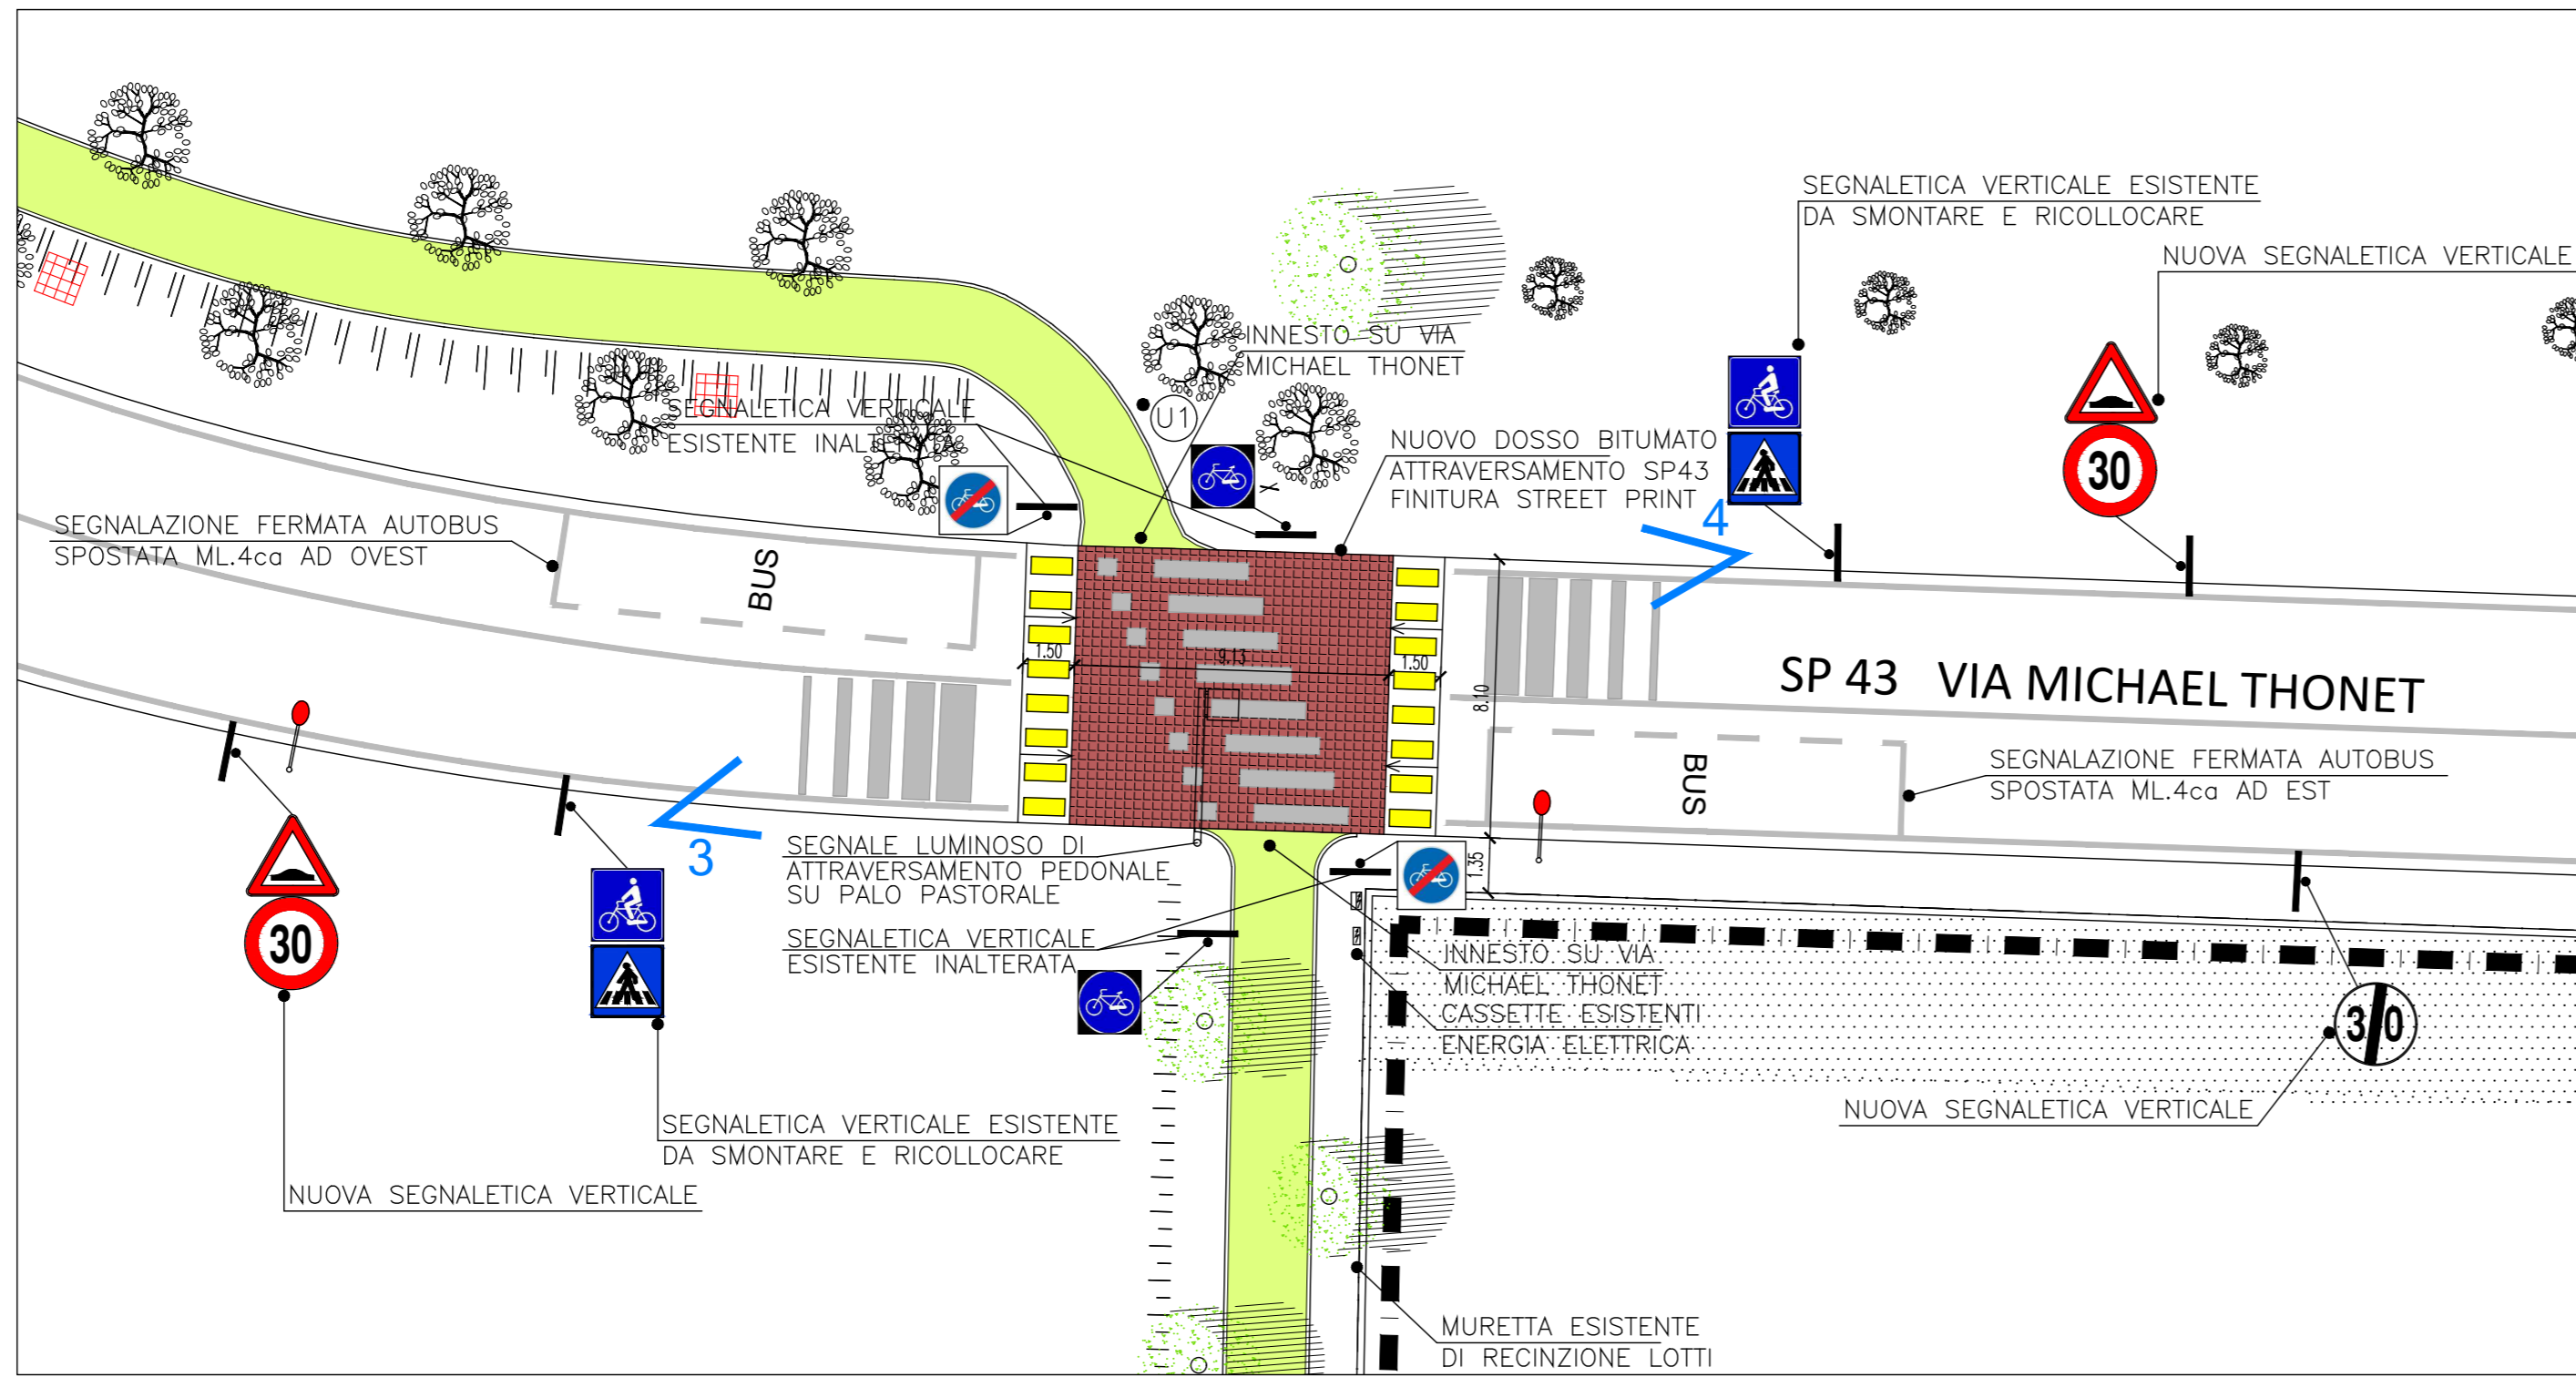 SEGNALETICA VERTICALE ESISTENTE
DA SMONTARE E RICOLLOCARE
NUOVA SEGNALETICA VERTICALE
INNESTO SU VIA
MICHAEL THONET
SEGNALETICA VERTICALE
ESISTENTE INALTERATA
U1
NUOVO DOSSO BITUMATO
ATTRAVERSAMENTO SP43
FINITURA STREET PRINT
30
4
SEGNALAZIONE FERMATA AUTOBUS
SPOSTATA ML.4ca AD OVEST
BUS
1.50
9.13
1.50
8.10
SP 43 VIA MICHAEL THONET
BUS
SEGNALAZIONE FERMATA AUTOBUS
SPOSTATA ML.4ca AD EST
3
SEGNALE LUMINOSO DI
ATTRAVERSAMENTO PEDONALE
SU PALO PASTORALE
1.35
30
SEGNALETICA VERTICALE
ESISTENTE INALTERATA
INNESTO SU VIA
MICHAEL THONET
CASSETTE ESISTENTI
ENERGIA ELETTRICA
30
NUOVA SEGNALETICA VERTICALE
SEGNALETICA VERTICALE ESISTENTE
DA SMONTARE E RICOLLOCARE
NUOVA SEGNALETICA VERTICALE
MURETTA ESISTENTE
DI RECINZIONE LOTTI